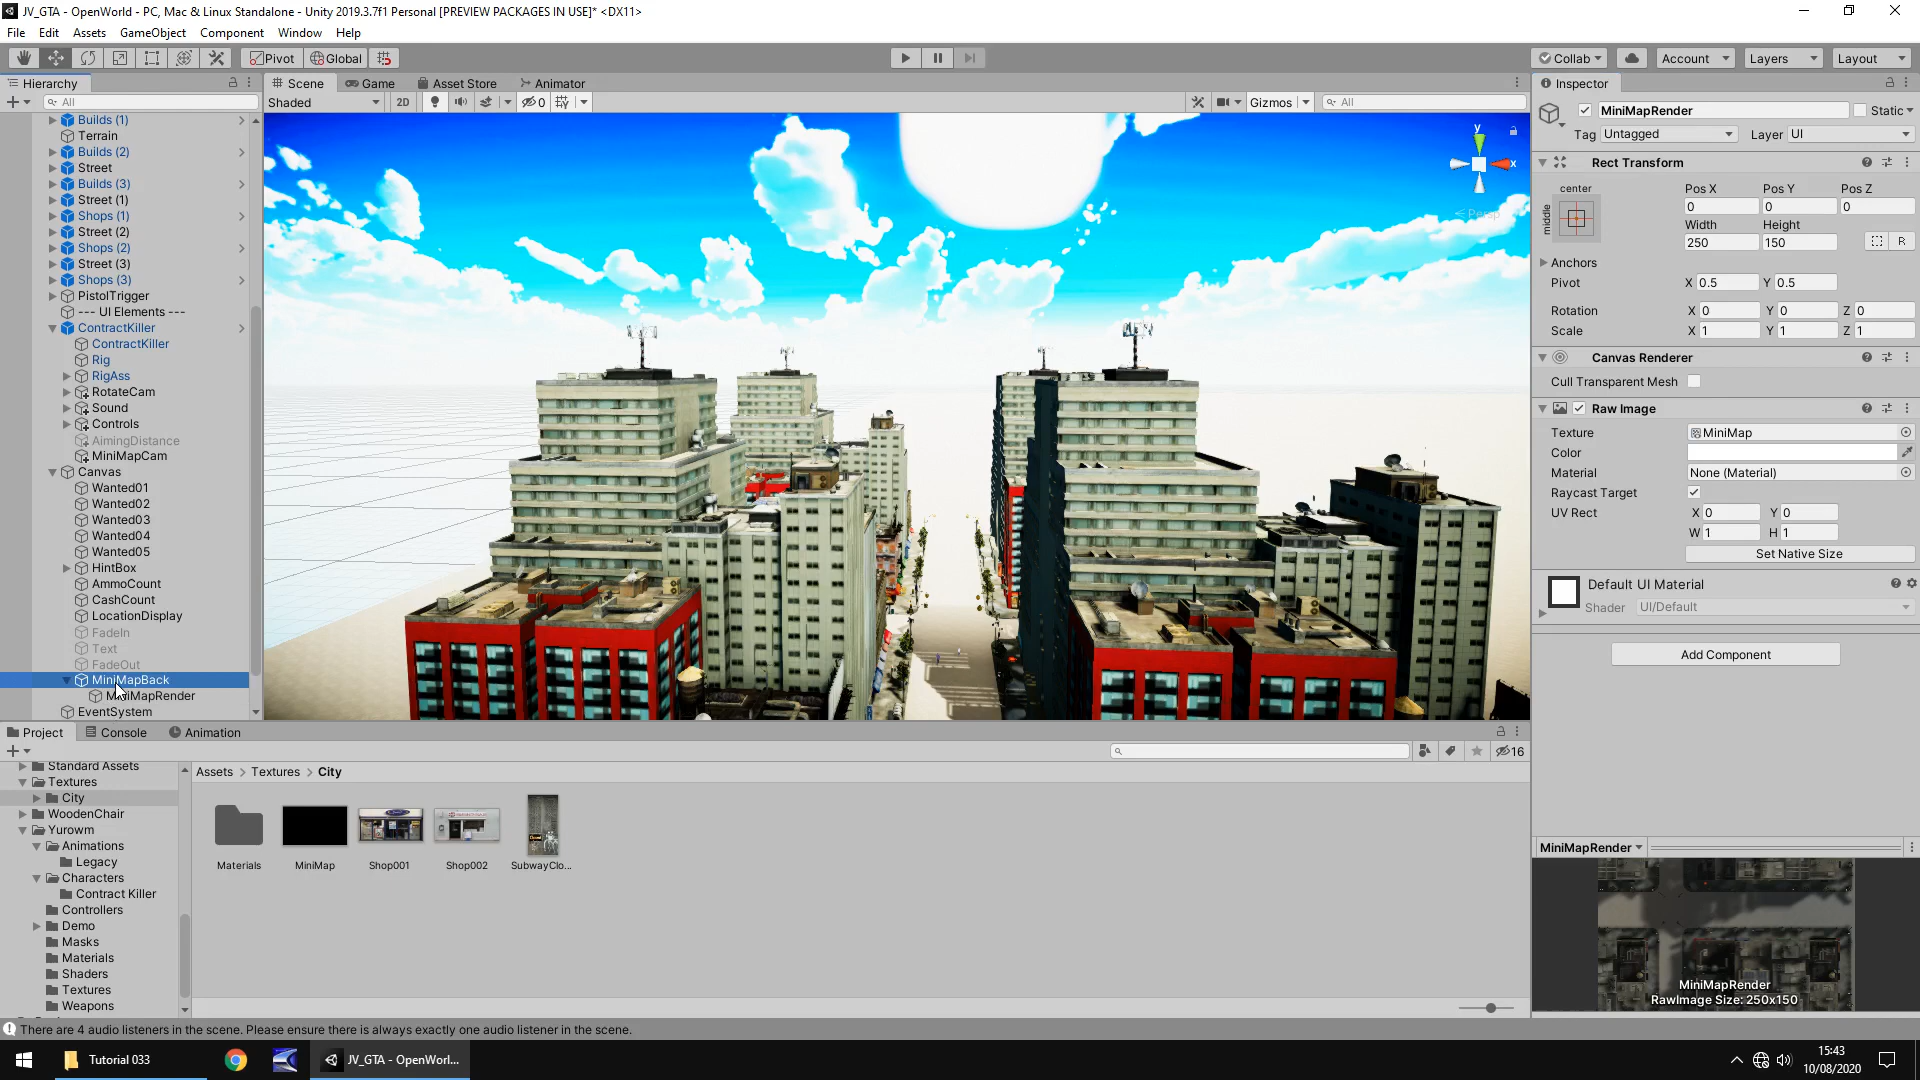 JV_GTA - OpenWorld - PC, Mac & Linux Standalone - Unity 2019.3.7f1 Personal [PREVIEW PACKAGES IN USE]* <DX11>
File Edit Assets GameObject Component Window Help
Pivot Global Collab Account Layers Layout
Hierarchy
All
Builds (1)
Terrain
Builds (2)
Street
Builds (3)
Street (1)
Shops (1)
Street (2)
Shops (2)
Street (3)
Shops (3)
PistolTrigger
--- UI Elements ---
ContractKiller
ContractKiller
Rig
RigAss
RotateCam
Sound
Controls
AimingDistance
MiniMapCam
Canvas
Wanted01
Wanted02
Wanted03
Wanted04
Wanted05
HintBox
AmmoCount
CashCount
LocationDisplay
FadeIn
Text
FadeOut
MiniMapBack
MiniMapRender
EventSystem
Scene Game Asset Store Animator
Shaded 2D 0 Gizmos All
y
x
Persp
Inspector
MiniMapRender Static
Tag Untagged Layer UI
Rect Transform
center
middle
Pos X Pos Y Pos Z
0 0 0
Width Height
250 150 R
Anchors
Pivot X 0.5 Y 0.5
Rotation X 0 Y 0 Z 0
Scale X 1 Y 1 Z 1
Canvas Renderer
Cull Transparent Mesh
Raw Image
Texture MiniMap
Color
Material None (Material)
Raycast Target
UV Rect X 0 Y 0
W 1 H 1
Set Native Size
Default UI Material
Shader UI/Default
Add Component
MiniMapRender
MiniMapRender
RawImage Size: 250x150
Project Console Animation
16
Standard Assets
Textures
City
WoodenChair
Yurowm
Animations
Legacy
Characters
Contract Killer
Controllers
Demo
Masks
Materials
Shaders
Textures
Weapons
Assets > Textures > City
Materials MiniMap Shop001 Shop002 SubwayClo...
There are 4 audio listeners in the scene. Please ensure there is always exactly one audio listener in the scene.
Tutorial 033
JV_GTA - OpenWorl...
15:43
10/08/2020